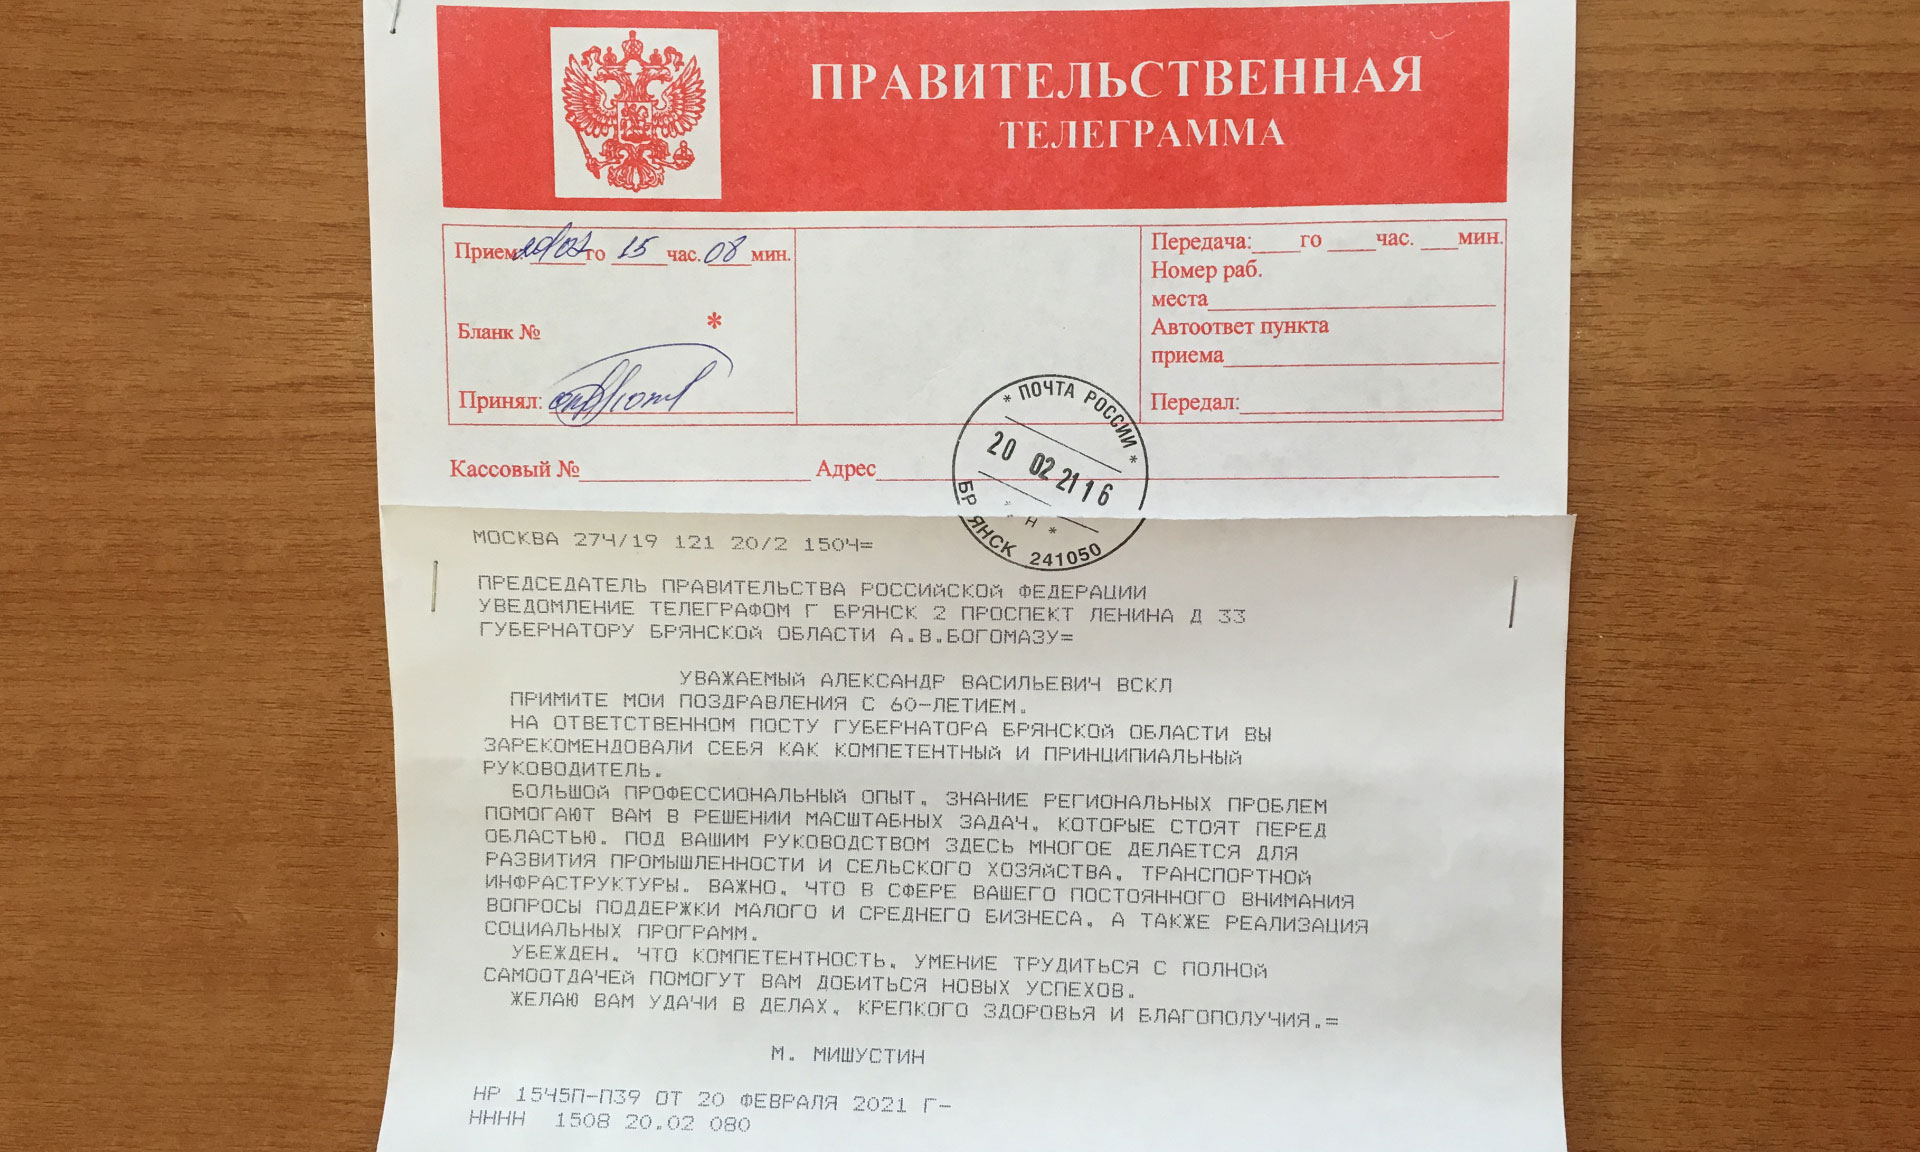 ПРАВИТЕЛЬСТВЕННАЯ
ТЕЛЕГРАММА
Прием: 20/02 го 15 час. 08 мин.
Бланк № *
Принял:
Передача: го час. мин.
Номер раб.
места
Автоответ пункта
приема
Передал:
Кассовый № Адрес
* ПОЧТА РОССИИ *
20 02 21 16
* Н *
БРЯНСК 241050
МОСКВА 274/19 121 20/2 1504=
ПРЕДСЕДАТЕЛЬ ПРАВИТЕЛЬСТВА РОССИЙСКОЙ ФЕДЕРАЦИИ
УВЕДОМЛЕНИЕ ТЕЛЕГРАФОМ Г БРЯНСК 2 ПРОСПЕКТ ЛЕНИНА Д 33
ГУБЕРНАТОРУ БРЯНСКОЙ ОБЛАСТИ А.В.БОГОМАЗУ=
УВАЖАЕМЫЙ АЛЕКСАНДР ВАСИЛЬЕВИЧ ВСКЛ
ПРИМИТЕ МОИ ПОЗДРАВЛЕНИЯ С 60-ЛЕТИЕМ.
НА ОТВЕТСТВЕННОМ ПОСТУ ГУБЕРНАТОРА БРЯНСКОЙ ОБЛАСТИ ВЫ
ЗАРЕКОМЕНДОВАЛИ СЕБЯ КАК КОМПЕТЕНТНЫЙ И ПРИНЦИПИАЛЬНЫЙ
РУКОВОДИТЕЛЬ.
БОЛЬШОЙ ПРОФЕССИОНАЛЬНЫЙ ОПЫТ, ЗНАНИЕ РЕГИОНАЛЬНЫХ ПРОБЛЕМ
ПОМОГАЮТ ВАМ В РЕШЕНИИ МАСШТАБНЫХ ЗАДАЧ, КОТОРЫЕ СТОЯТ ПЕРЕД
ОБЛАСТЬЮ. ПОД ВАШИМ РУКОВОДСТВОМ ЗДЕСЬ МНОГОЕ ДЕЛАЕТСЯ ДЛЯ
РАЗВИТИЯ ПРОМЫШЛЕННОСТИ И СЕЛЬСКОГО ХОЗЯЙСТВА, ТРАНСПОРТНОЙ
ИНФРАСТРУКТУРЫ. ВАЖНО, ЧТО В СФЕРЕ ВАШЕГО ПОСТОЯННОГО ВНИМАНИЯ
ВОПРОСЫ ПОДДЕРЖКИ МАЛОГО И СРЕДНЕГО БИЗНЕСА, А ТАКЖЕ РЕАЛИЗАЦИЯ
СОЦИАЛЬНЫХ ПРОГРАММ.
УБЕЖДЕН, ЧТО КОМПЕТЕНТНОСТЬ, УМЕНИЕ ТРУДИТЬСЯ С ПОЛНОЙ
САМООТДАЧЕЙ ПОМОГУТ ВАМ ДОБИТЬСЯ НОВЫХ УСПЕХОВ.
ЖЕЛАЮ ВАМ УДАЧИ В ДЕЛАХ, КРЕПКОГО ЗДОРОВЬЯ И БЛАГОПОЛУЧИЯ.=
М. МИШУСТИН
НР 1545П-П39 ОТ 20 ФЕВРАЛЯ 2021 Г-
НННН 1508 20.02 080